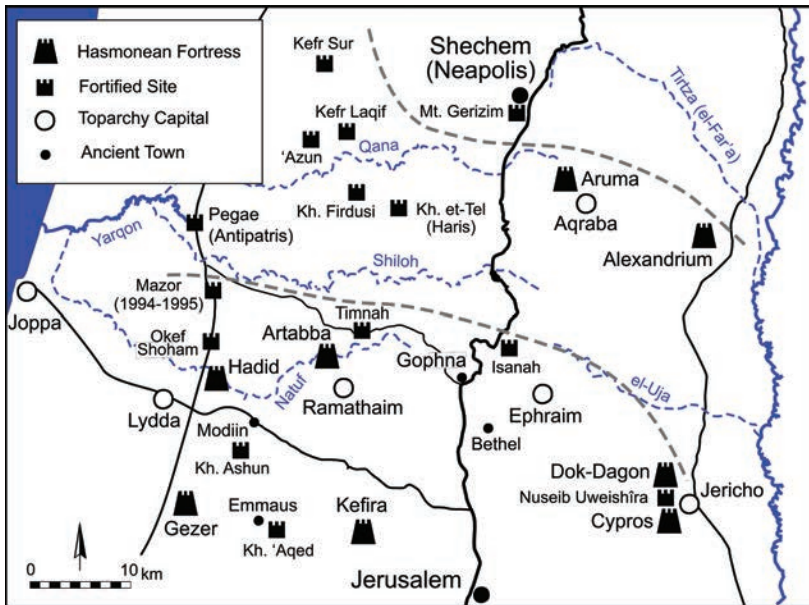 Hasmonean Fortress
Fortified Site
Toparchy Capital
Ancient Town
Kefr Sur
Shechem
(Neapolis)
Mt. Gerizim
Tirtza (el-Far'a)
Kefr Laqif
'Azun
Qana
Aruma
Aqraba
Kh. Firdusi
Kh. et-Tel
(Haris)
Pegae
(Antipatris)
Alexandrium
Yarqon
Shiloh
Mazor
(1994-1995)
Joppa
Timnah
Okef
Shoham
Artabba
Isanah
Gophna
Hadid
Natuf
Ramathaim
el-Uja
Lydda
Ephraim
Modiin
Bethel
Kh. Ashun
Dok-Dagon
Nuseib Uweishîra
Jericho
Cypros
Gezer
Emmaus
Kefira
Kh. 'Aqed
Jerusalem
0 10
km